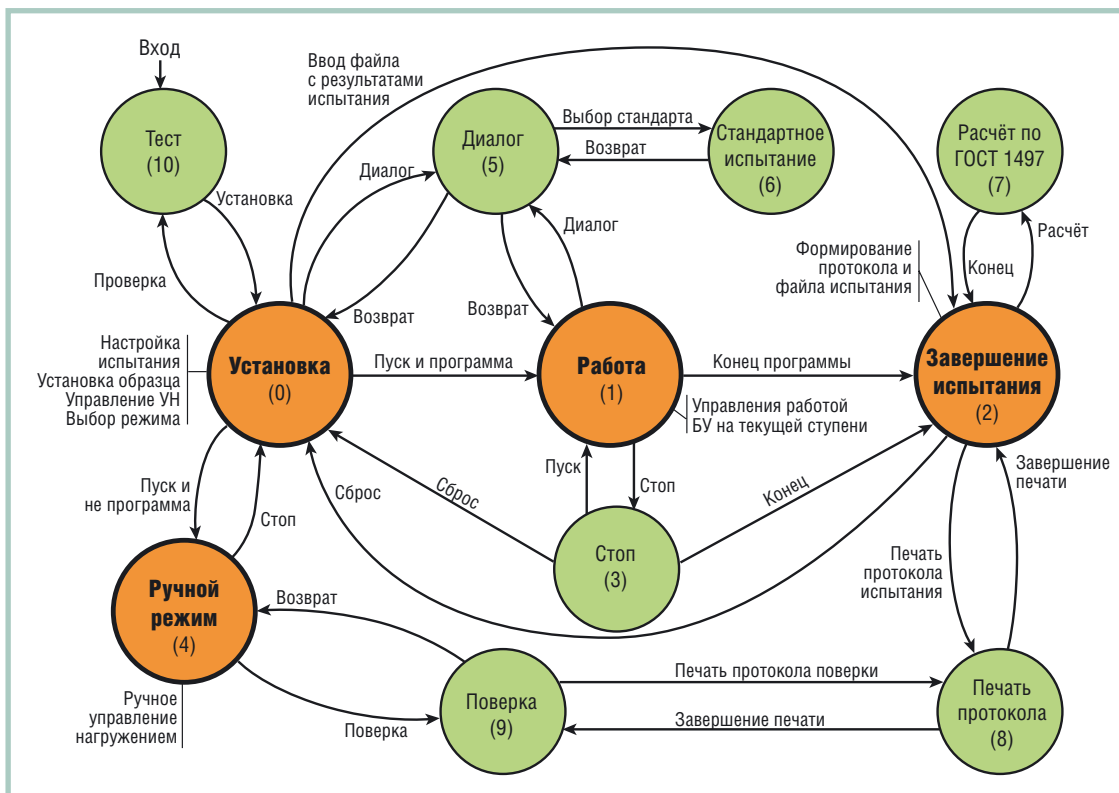 Вход
Ввод файла
с результатами
испытания
Тест
(10)
Диалог
(5)
Выбор стандарта
Возврат
Стандартное
испытание
(6)
Расчёт по
ГОСТ 1497
(7)
Диалог
Установка
Диалог
Расчёт
Проверка
Возврат
Возврат
Формирование
протокола и
файла испытания
Конец
Настройка
испытания
Установка образца
Управление УН
Выбор режима
Установка
(0)
Пуск и программа
Работа
(1)
Конец программы
Завершение
испытания
(2)
Управления работой
БУ на текущей ступени
Пуск и
не программа
Стоп
Сброс
Сброс
Пуск
Стоп
Конец
Завершение
печати
Стоп
(3)
Печать
протокола
испытания
Ручной
режим
(4)
Возврат
Ручное
управление
нагружением
Поверка
Поверка
(9)
Печать протокола поверки
Завершение печати
Печать
протокола
(8)